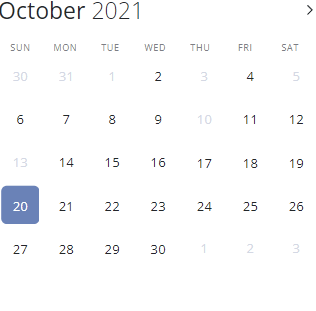 October 2021
SUN MON TUE WED THU FRI SAT
30 31 1 2 3 4 5
6 7 8 9 10 11 12
13 14 15 16 17 18 19
20 21 22 23 24 25 26
27 28 29 30 1 2 3